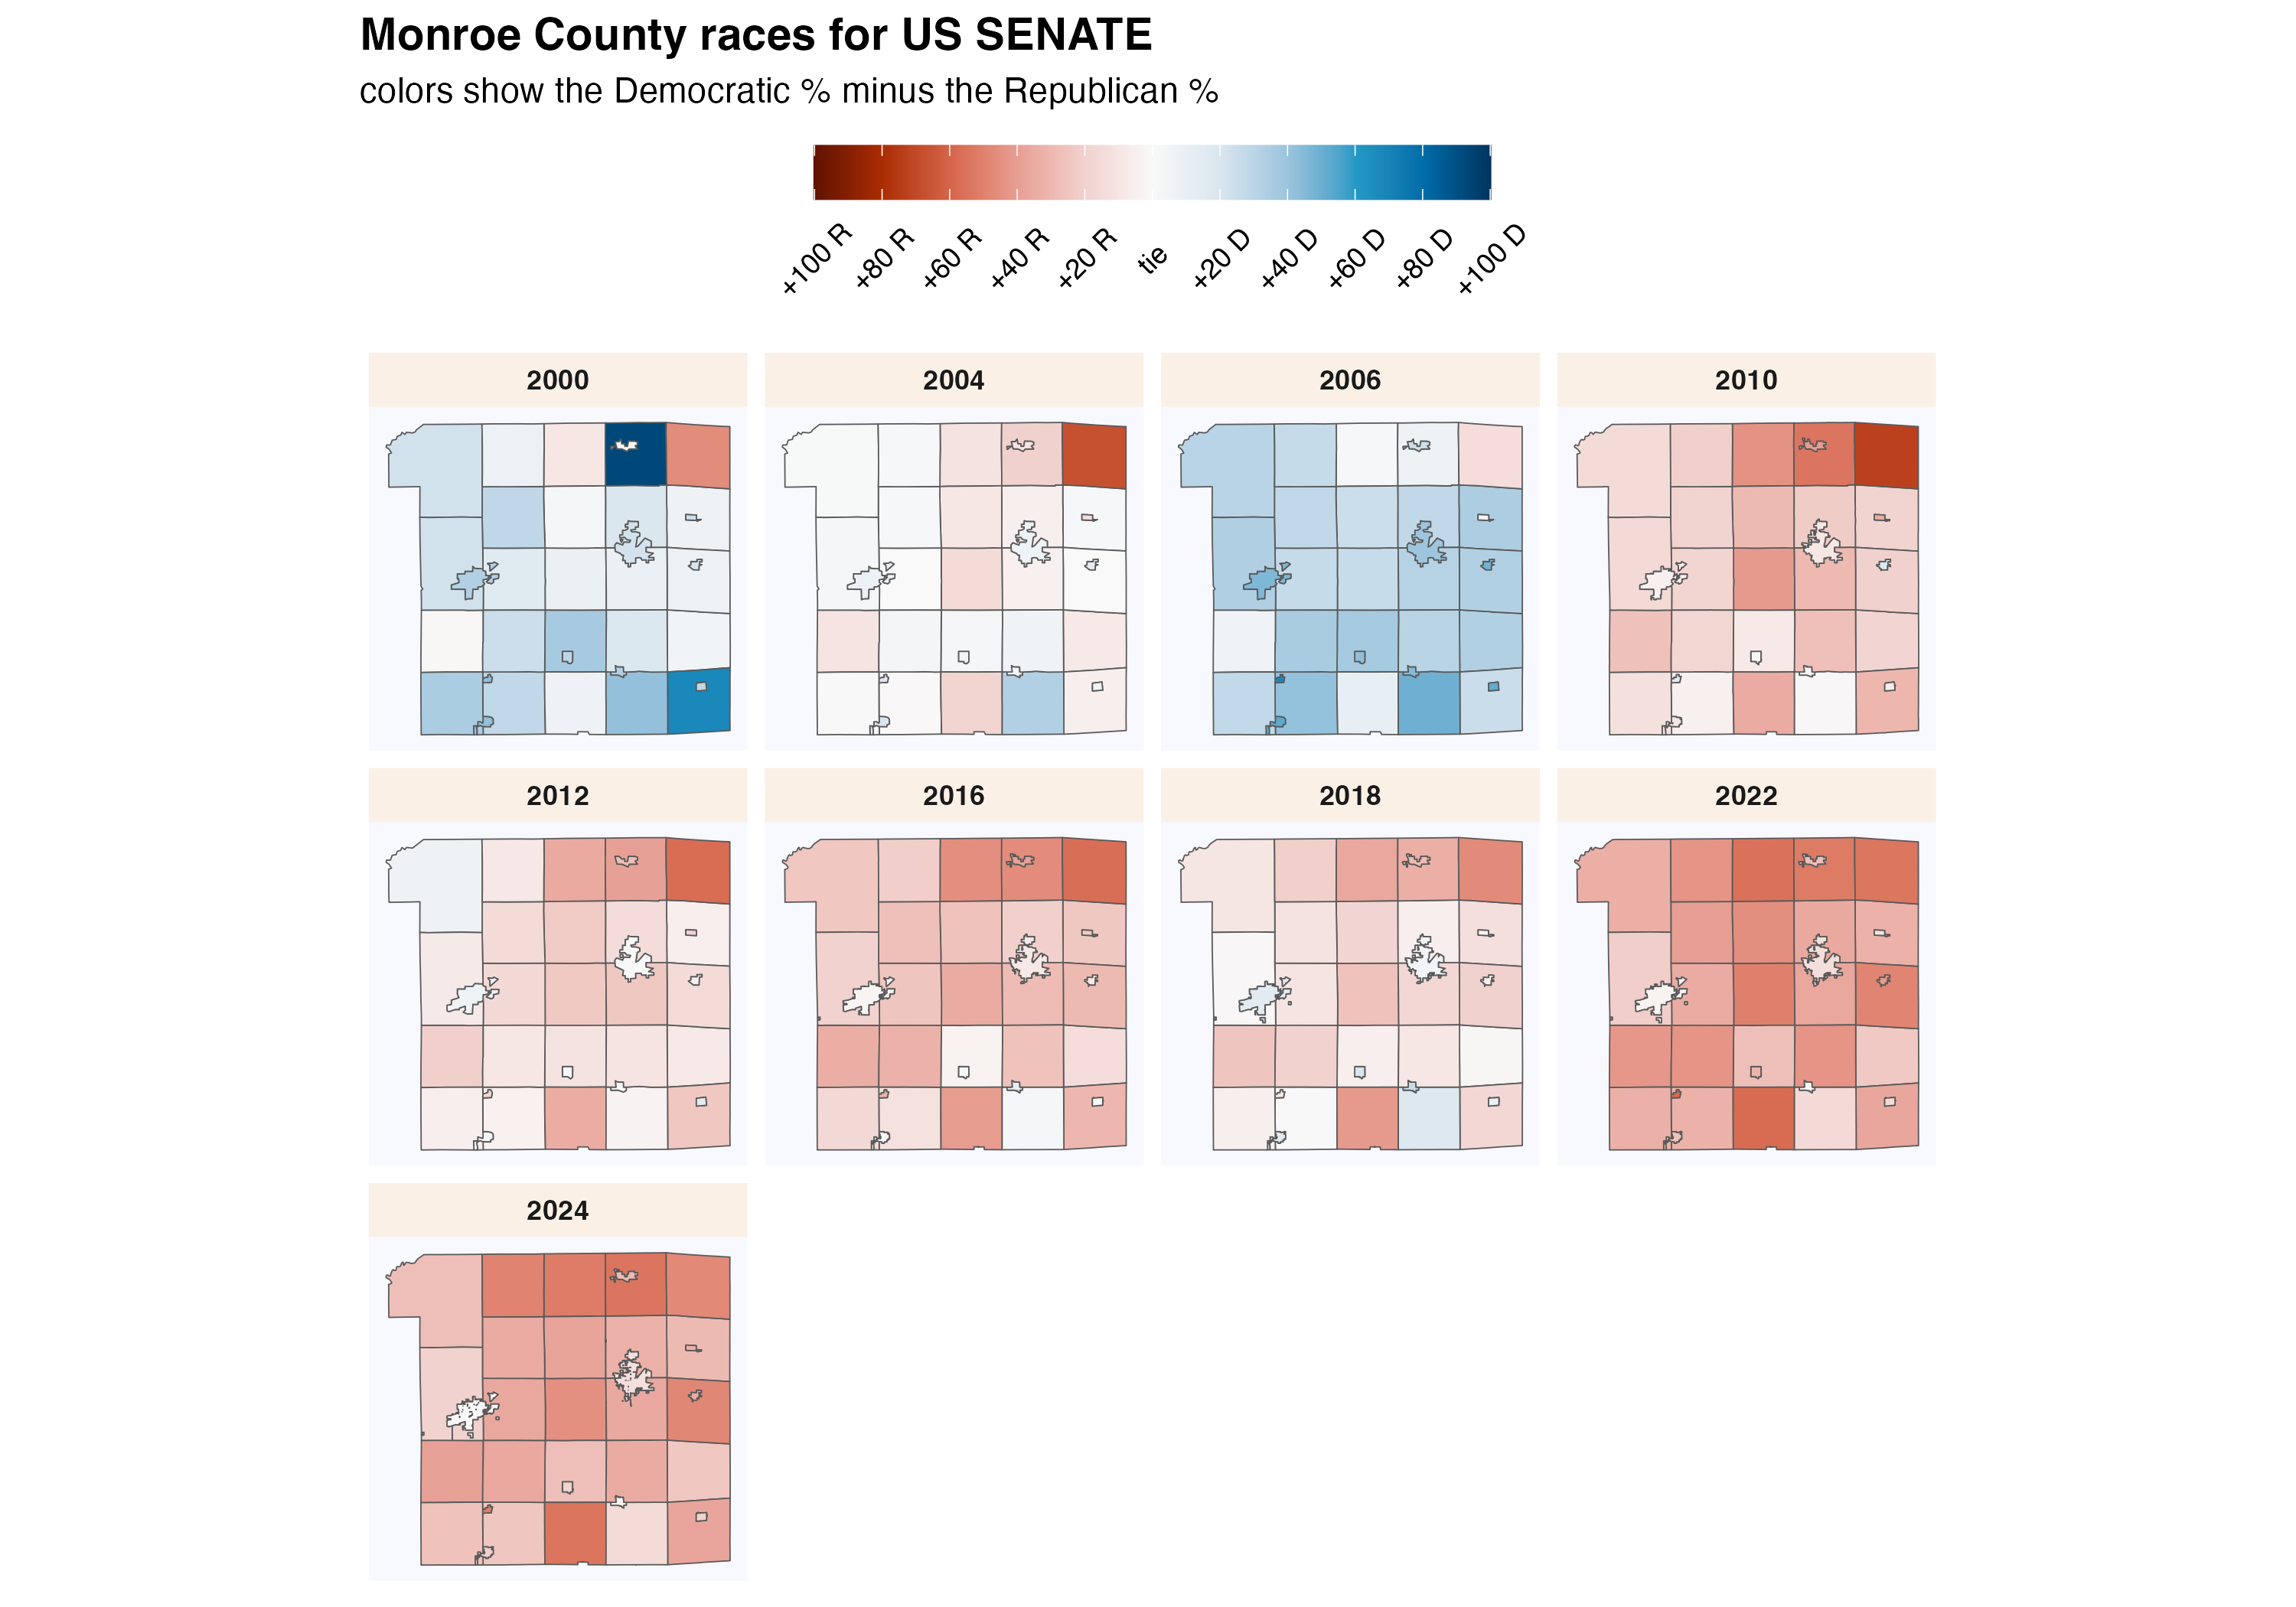 Monroe County races for US SENATE
colors show the Democratic % minus the Republican %
+100 R
+80 R
+60 R
+40 R
+20 R
tie
+20 D
+40 D
+60 D
+80 D
+100 D
2000
2004
2006
2010
2012
2016
2018
2022
2024